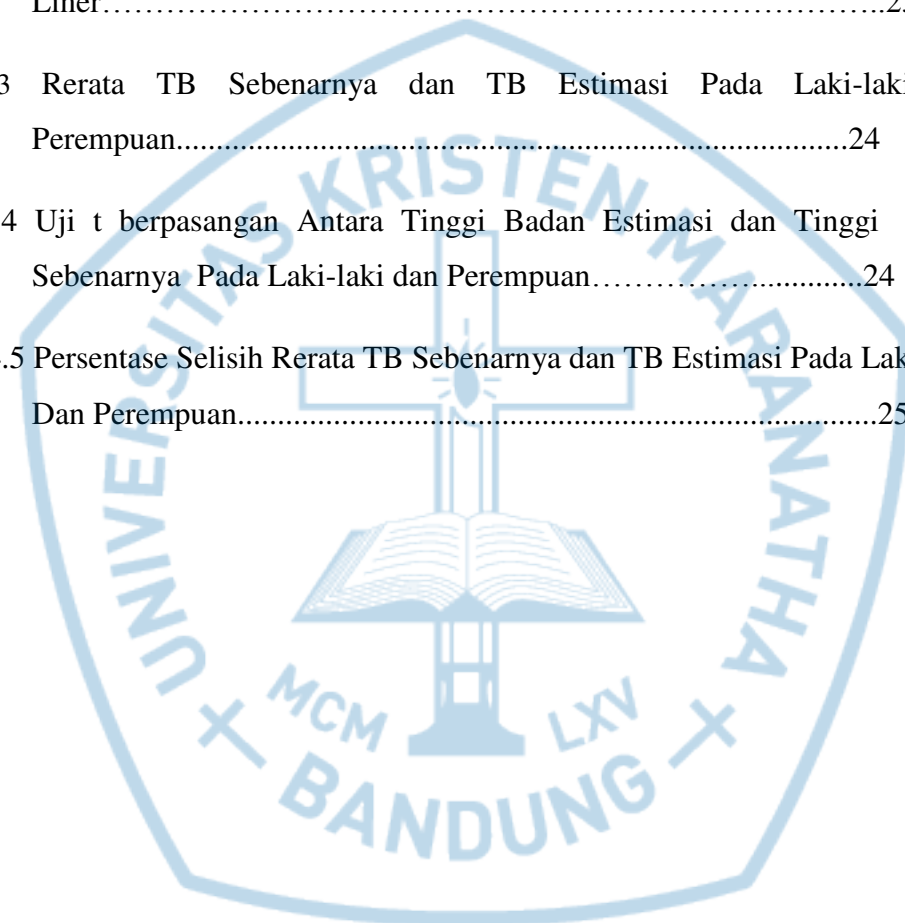 Liner……………………………………………………………..2
3 Rerata TB Sebenarnya dan TB Estimasi Pada Laki-laki
Perempuan...................................................................................24
4 Uji t berpasangan Antara Tinggi Badan Estimasi dan Tinggi
Sebenarnya Pada Laki-laki dan Perempuan……………..............24
.5 Persentase Selisih Rerata TB Sebenarnya dan TB Estimasi Pada Lak
Dan Perempuan...............................................................................25
UNIVERSITAS KRISTEN MARANATHA
MCM LXV
BANDUNG